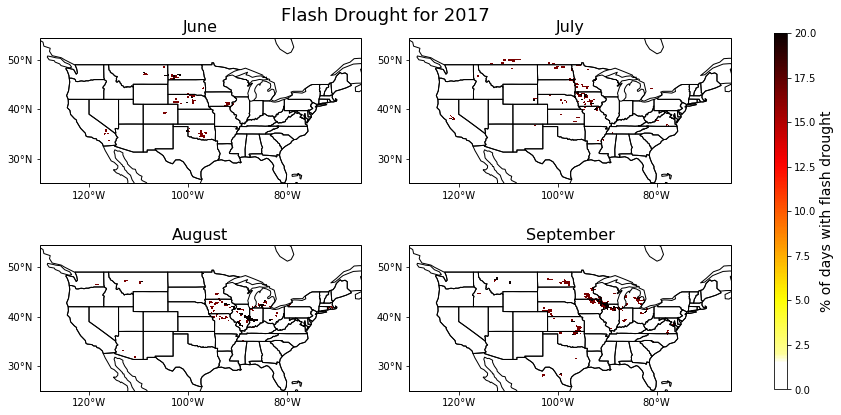 Flash Drought for 2017
June
July
50°N
40°N
30°N
120°W
100°W
80°W
50°N
40°N
30°N
120°W
100°W
80°W
August
September
50°N
40°N
30°N
120°W
100°W
80°W
50°N
40°N
30°N
120°W
100°W
80°W
20.0
17.5
15.0
12.5
10.0
7.5
5.0
2.5
0.0
% of days with flash drought